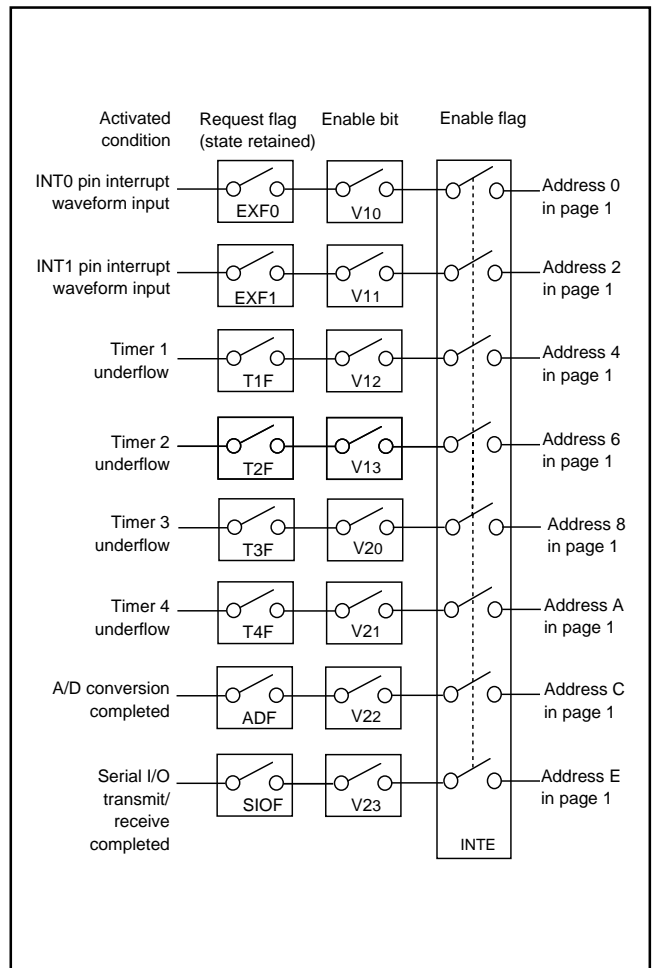 Activated condition
Request flag (state retained)
Enable bit
Enable flag
INT0 pin interrupt
waveform input
EXF0
V10
Address 0
in page 1
INT1 pin interrupt
waveform input
EXF1
V11
Address 2
in page 1
Timer 1
underflow
T1F
V12
Address 4
in page 1
Timer 2
underflow
T2F
V13
Address 6
in page 1
Timer 3
underflow
T3F
V20
Address 8
in page 1
Timer 4
underflow
T4F
V21
Address A
in page 1
A/D conversion
completed
ADF
V22
Address C
in page 1
Serial I/O
transmit/
receive
completed
SIOF
V23
Address E
in page 1
INTE